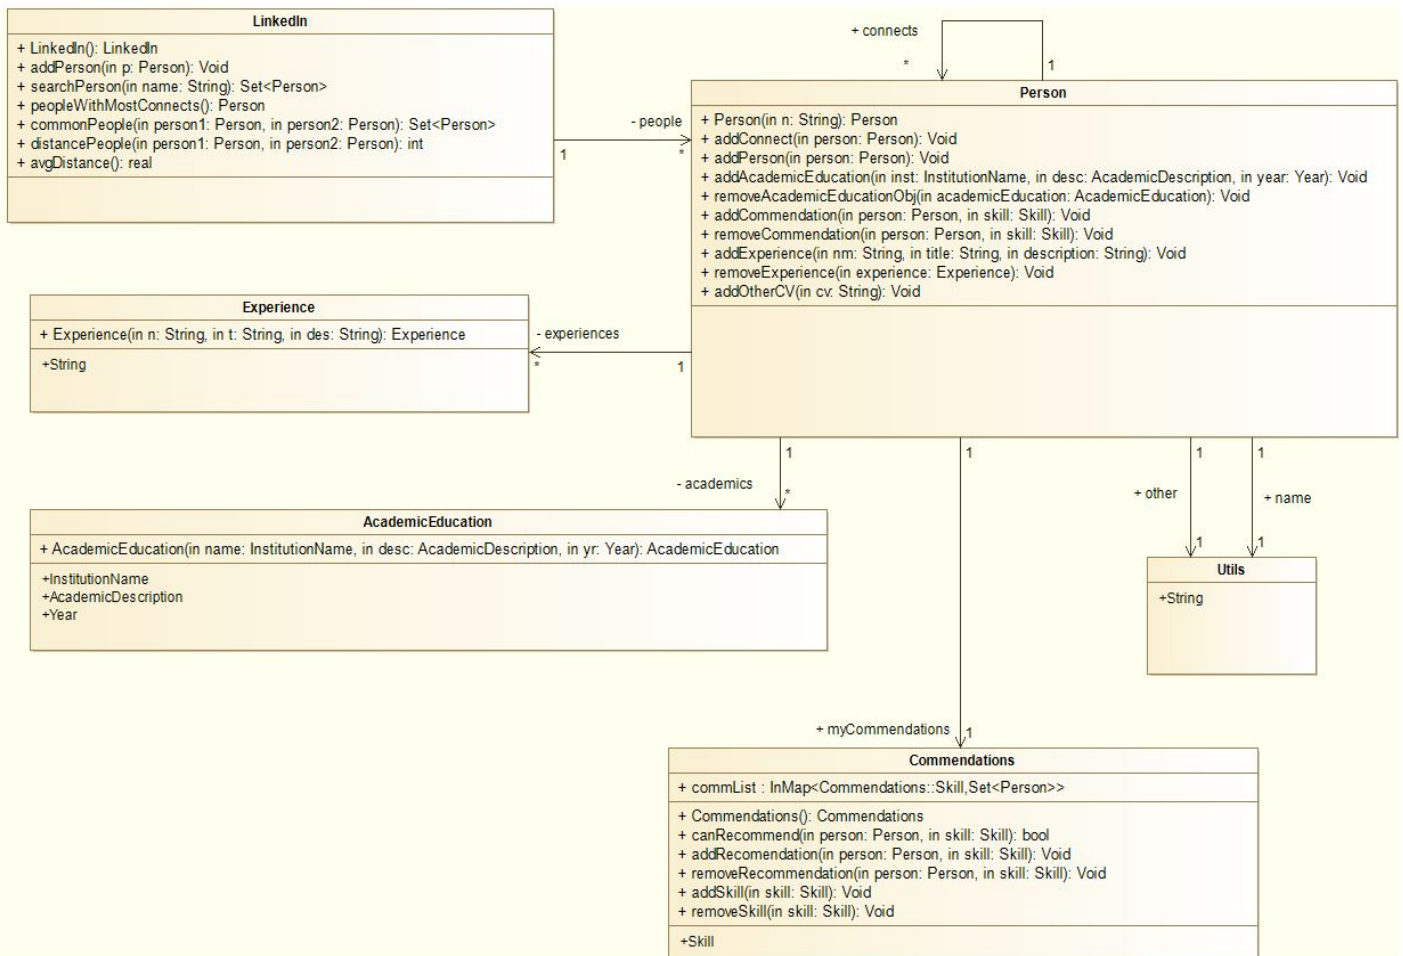 LinkedIn
+ LinkedIn(): LinkedIn
+ addPerson(in p: Person): Void
+ searchPerson(in name: String): Set<Person>
+ peopleWithMostConnects(): Person
+ commonPeople(in person1: Person, in person2: Person): Set<Person>
+ distancePeople(in person1: Person, in person2: Person): int
+ avgDistance(): real
- people
1
*
+ connects
*
1
Person
+ Person(in n: String): Person
+ addConnect(in person: Person): Void
+ addPerson(in person: Person): Void
+ addAcademicEducation(in inst: InstitutionName, in desc: AcademicDescription, in year: Year): Void
+ removeAcademicEducationObj(in academicEducation: AcademicEducation): Void
+ addCommendation(in person: Person, in skill: Skill): Void
+ removeCommendation(in person: Person, in skill: Skill): Void
+ addExperience(in nm: String, in title: String, in description: String): Void
+ removeExperience(in experience: Experience): Void
+ addOtherCV(in cv: String): Void
Experience
+ Experience(in n: String, in t: String, in des: String): Experience
+String
- experiences
*
1
1
- academics
*
AcademicEducation
+ AcademicEducation(in name: InstitutionName, in desc: AcademicDescription, in yr: Year): AcademicEducation
+InstitutionName
+AcademicDescription
+Year
1
+ myCommendations
1
1
+ other
1
1
+ name
1
Utils
+String
Commendations
+ commList : InMap<Commendations::Skill,Set<Person>>
+ Commendations(): Commendations
+ canRecommend(in person: Person, in skill: Skill): bool
+ addRecomendation(in person: Person, in skill: Skill): Void
+ removeRecommendation(in person: Person, in skill: Skill): Void
+ addSkill(in skill: Skill): Void
+ removeSkill(in skill: Skill): Void
+Skill